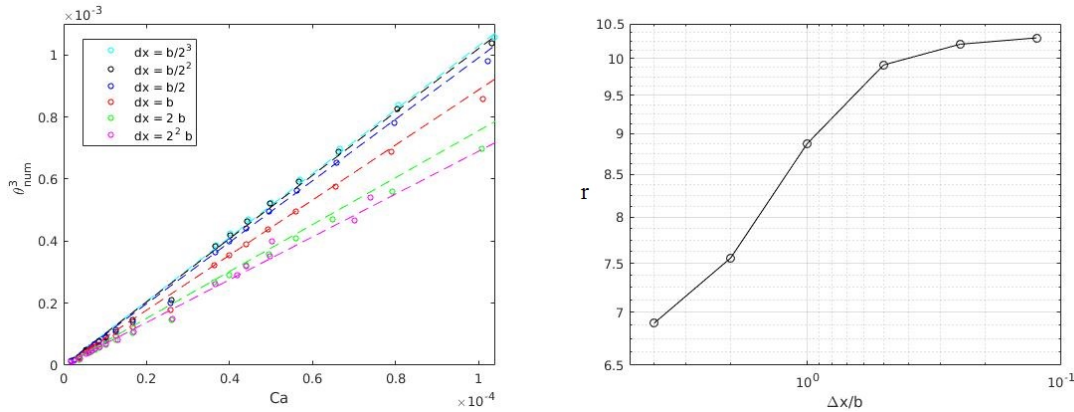 ×10⁻³
1
0.8
0.6
0.4
0.2
0
θ³num
dx = b/2³
dx = b/2²
dx = b/2
dx = b
dx = 2 b
dx = 2² b
0 0.2 0.4 0.6 0.8 1
Ca
×10⁻⁴
10.5
10
9.5
9
8.5
8
7.5
7
6.5
r
10⁰ 10⁻¹
Δx/b